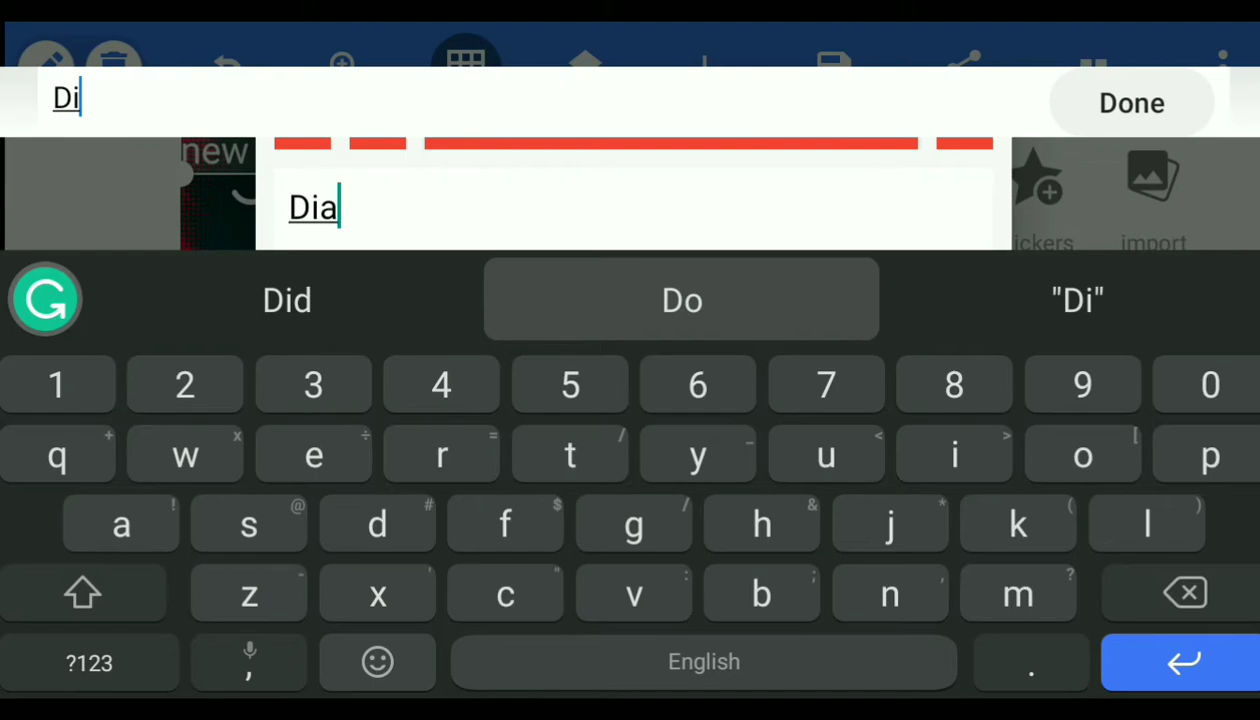 Di
Done
new
Dia
ickers
import
Did
Do
"Di"
1 2 3 4 5 6 7 8 9 0
q + w x e ÷ r = t / y _ u < i > o [ p
a ! s @ d # f $ g / h & j * k ( l )
z - x ' c " v : b ; n , m ?
?123 , English .